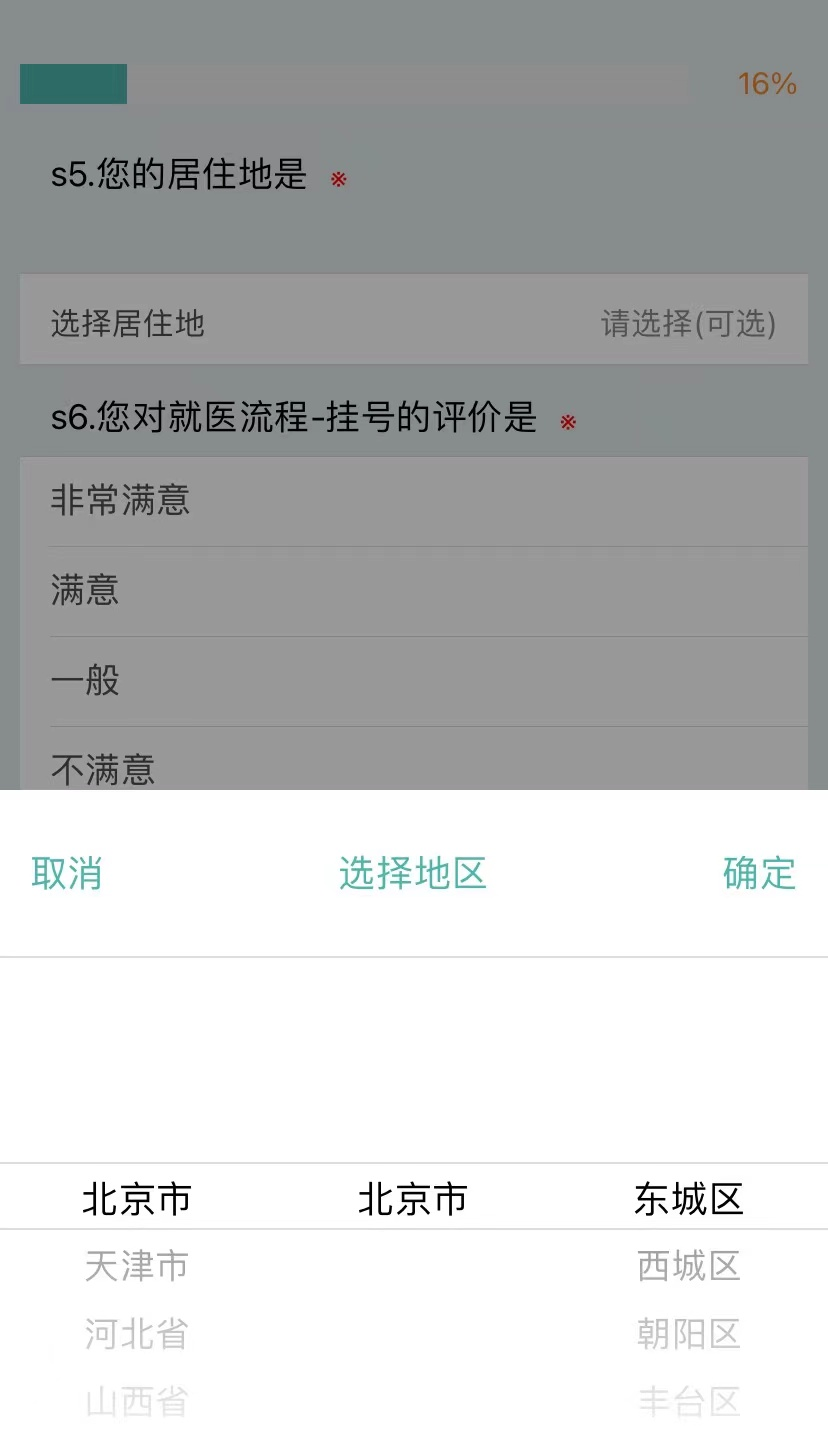 16%
s5.您的居住地是 ※
选择居住地 请选择(可选)
s6.您对就医流程-挂号的评价是 ※
非常满意
满意
一般
不满意
取消 选择地区 确定
北京市 北京市 东城区
天津市 西城区
河北省 朝阳区
山西省 丰台区